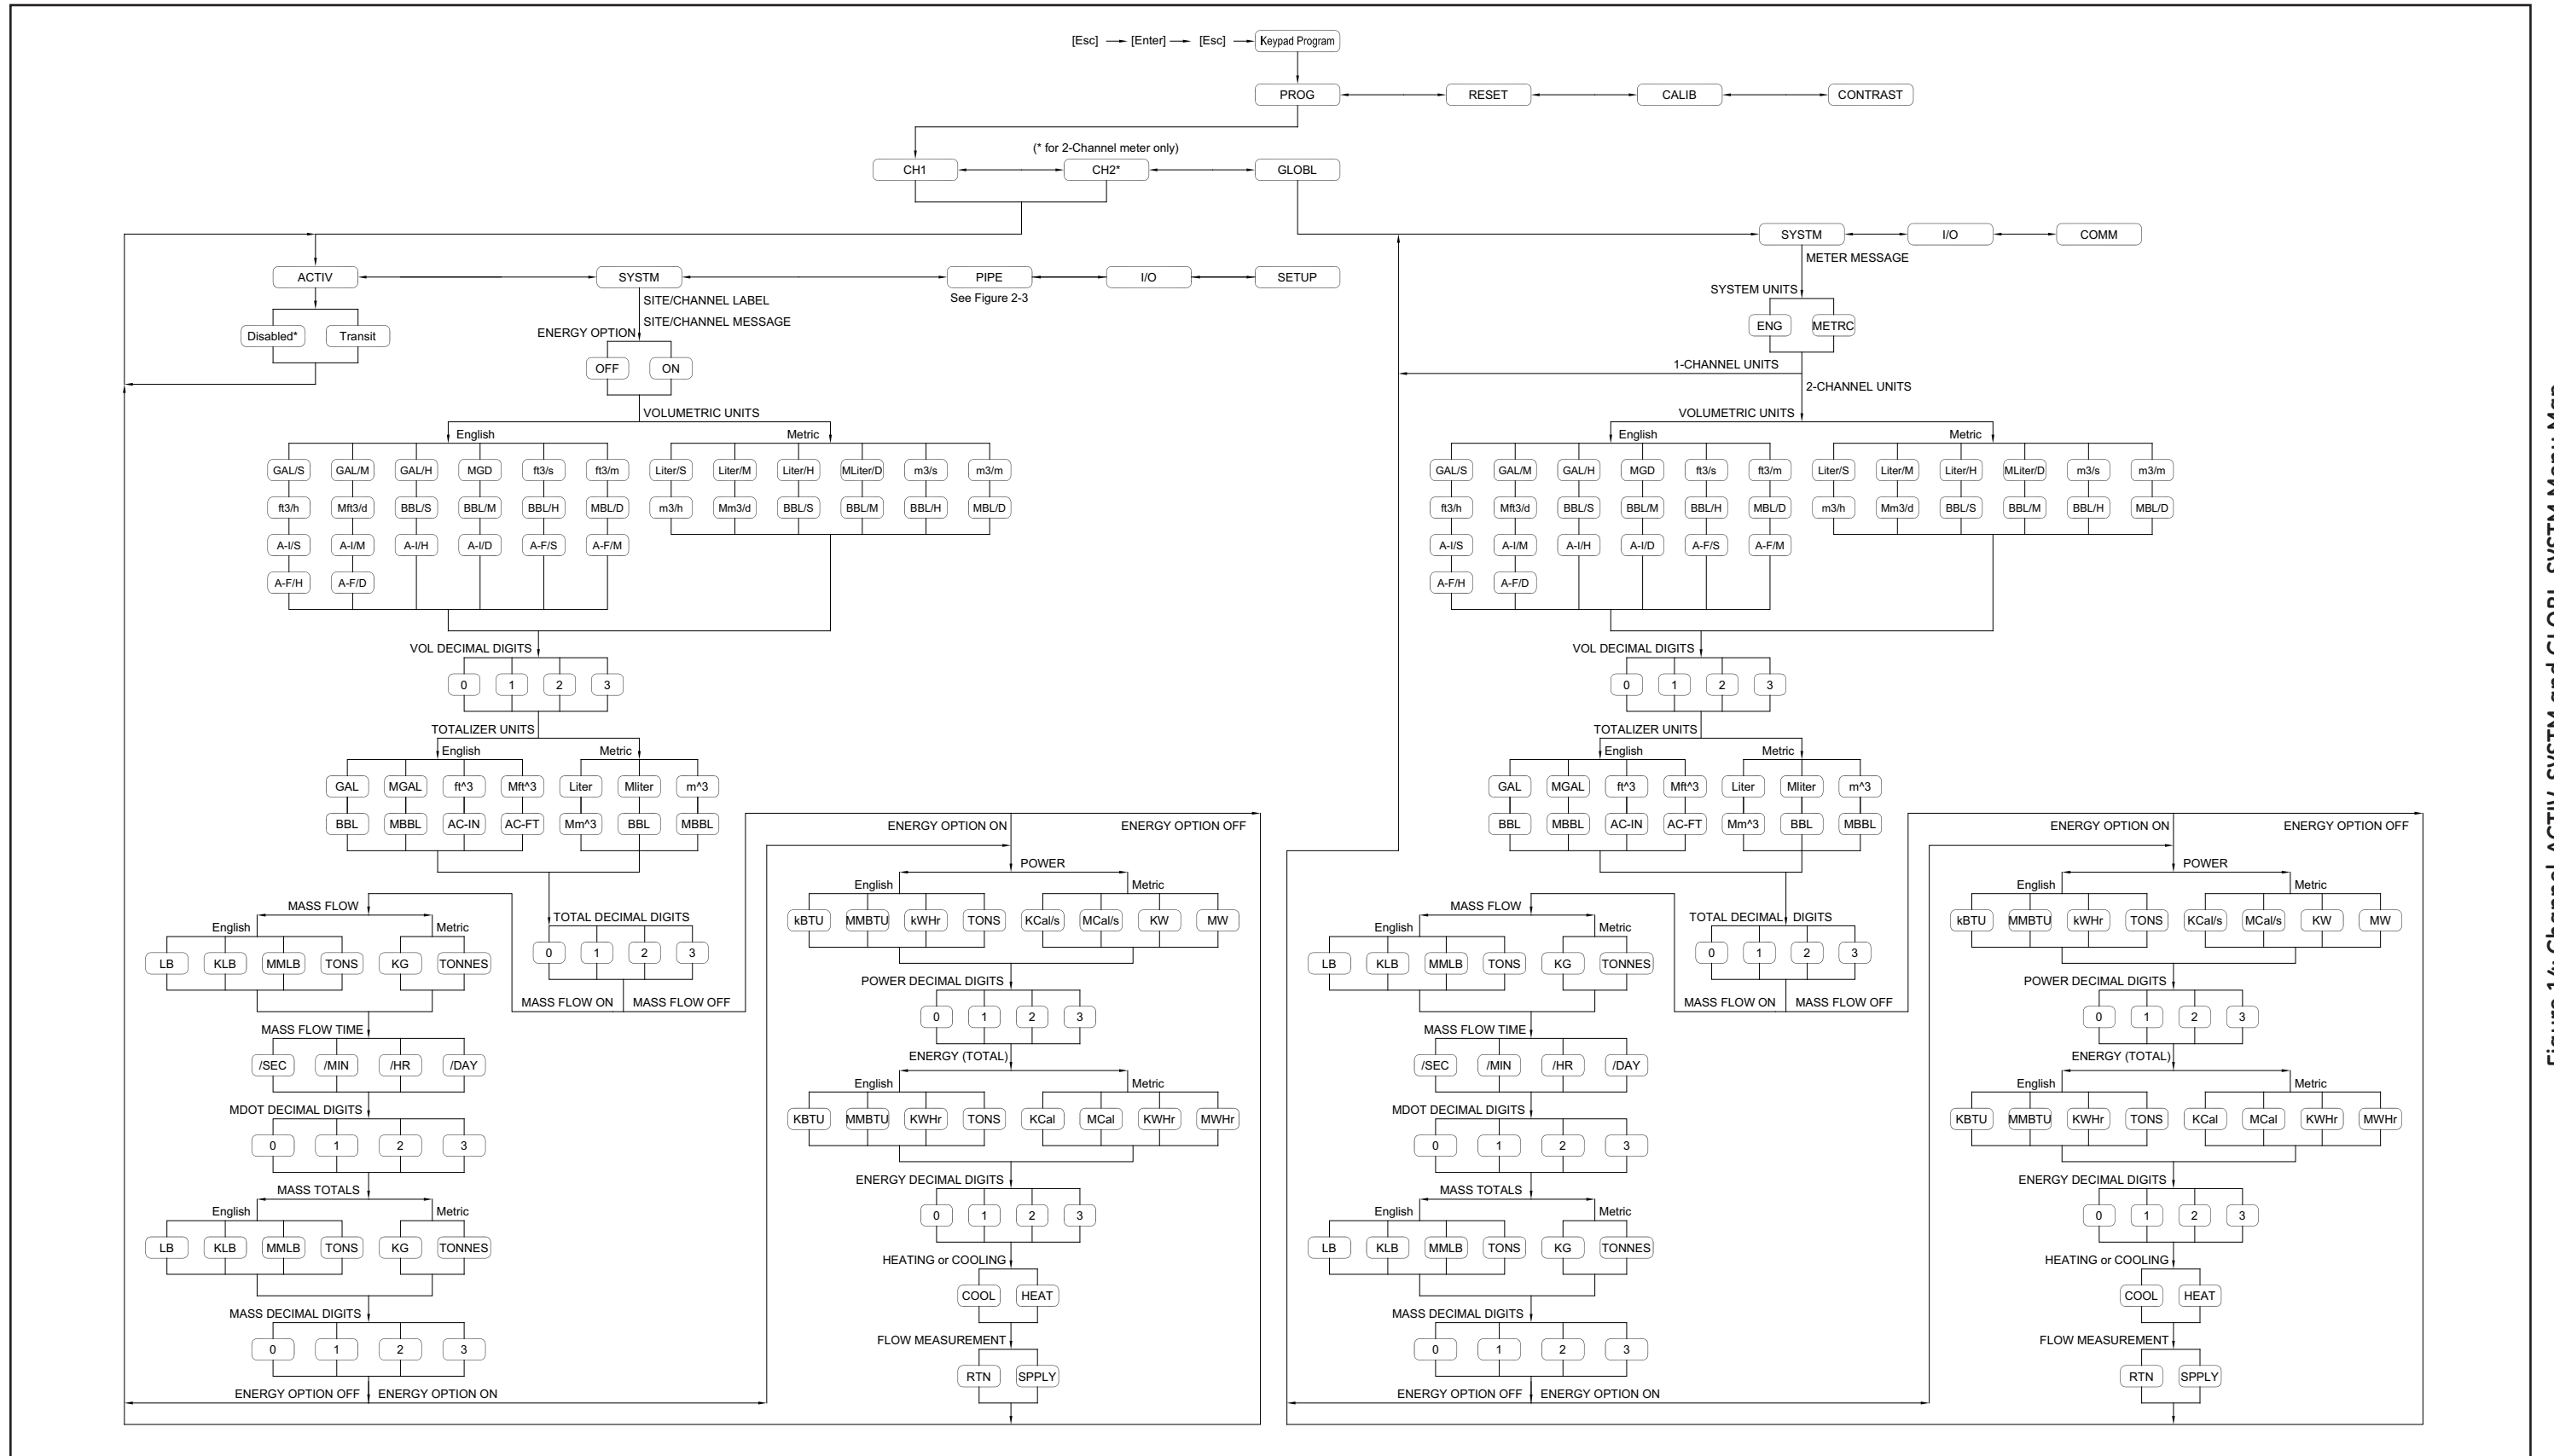 [Esc] [Enter] [Esc] Keypad Program
PROG RESET CALIB CONTRAST
(* for 2-Channel meter only)
CH1 CH2* GLOBL
ACTIV SYSTM PIPE I/O SETUP
See Figure 2-3
Disabled* Transit
SITE/CHANNEL LABEL
SITE/CHANNEL MESSAGE
ENERGY OPTION
OFF ON
VOLUMETRIC UNITS
English Metric
GAL/S GAL/M GAL/H MGD ft3/s ft3/m Liter/S Liter/M Liter/H MLiter/D m3/s m3/m
ft3/h Mft3/d BBL/S BBL/M BBL/H MBL/D m3/h Mm3/d BBL/S BBL/M BBL/H MBL/D
A-I/S A-I/M A-I/H A-I/D A-F/S A-F/M
A-F/H A-F/D
VOL DECIMAL DIGITS
0 1 2 3
TOTALIZER UNITS
English Metric
GAL MGAL ft^3 Mft^3 Liter Mliter m^3
BBL MBBL AC-IN AC-FT Mm^3 BBL MBBL
TOTAL DECIMAL DIGITS
0 1 2 3
MASS FLOW ON MASS FLOW OFF
MASS FLOW
English Metric
LB KLB MMLB TONS KG TONNES
MASS FLOW TIME
/SEC /MIN /HR /DAY
MDOT DECIMAL DIGITS
0 1 2 3
MASS TOTALS
English Metric
LB KLB MMLB TONS KG TONNES
MASS DECIMAL DIGITS
0 1 2 3
ENERGY OPTION OFF ENERGY OPTION ON
ENERGY OPTION ON ENERGY OPTION OFF
POWER
English Metric
kBTU MMBTU kWHr TONS KCal/s MCal/s KW MW
POWER DECIMAL DIGITS
0 1 2 3
ENERGY (TOTAL)
English Metric
KBTU MMBTU KWHr TONS KCal MCal KWHr MWHr
ENERGY DECIMAL DIGITS
0 1 2 3
HEATING or COOLING
COOL HEAT
FLOW MEASUREMENT
RTN SPPLY
SYSTM I/O COMM
METER MESSAGE
SYSTEM UNITS
ENG METRC
1-CHANNEL UNITS
2-CHANNEL UNITS
VOLUMETRIC UNITS
English Metric
GAL/S GAL/M GAL/H MGD ft3/s ft3/m Liter/S Liter/M Liter/H MLiter/D m3/s m3/m
ft3/h Mft3/d BBL/S BBL/M BBL/H MBL/D m3/h Mm3/d BBL/S BBL/M BBL/H MBL/D
A-I/S A-I/M A-I/H A-I/D A-F/S A-F/M
A-F/H A-F/D
VOL DECIMAL DIGITS
0 1 2 3
TOTALIZER UNITS
English Metric
GAL MGAL ft^3 Mft^3 Liter Mliter m^3
BBL MBBL AC-IN AC-FT Mm^3 BBL MBBL
TOTAL DECIMAL DIGITS
0 1 2 3
MASS FLOW ON MASS FLOW OFF
MASS FLOW
English Metric
LB KLB MMLB TONS KG TONNES
MASS FLOW TIME
/SEC /MIN /HR /DAY
MDOT DECIMAL DIGITS
0 1 2 3
MASS TOTALS
English Metric
LB KLB MMLB TONS KG TONNES
MASS DECIMAL DIGITS
0 1 2 3
ENERGY OPTION OFF ENERGY OPTION ON
ENERGY OPTION ON ENERGY OPTION OFF
POWER
English Metric
kBTU MMBTU kWHr TONS KCal/s MCal/s KW MW
POWER DECIMAL DIGITS
0 1 2 3
ENERGY (TOTAL)
English Metric
KBTU MMBTU KWHr TONS KCal MCal KWHr MWHr
ENERGY DECIMAL DIGITS
0 1 2 3
HEATING or COOLING
COOL HEAT
FLOW MEASUREMENT
RTN SPPLY
Figure 14: Channel ACTIV, SYSTM and GLOBL, SYSTM Menu Map